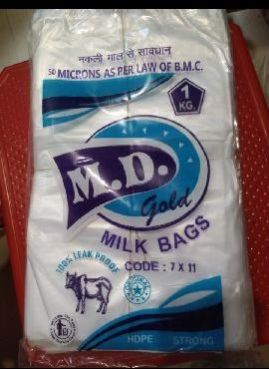 नकली माल से सावधान
50 MICRONS AS PER LAW OF B.M.C.
1
KG.
M.D.
Gold
MILK BAGS
100% LEAK PROOF
CODE : 7 X 11
HDPE STRONG